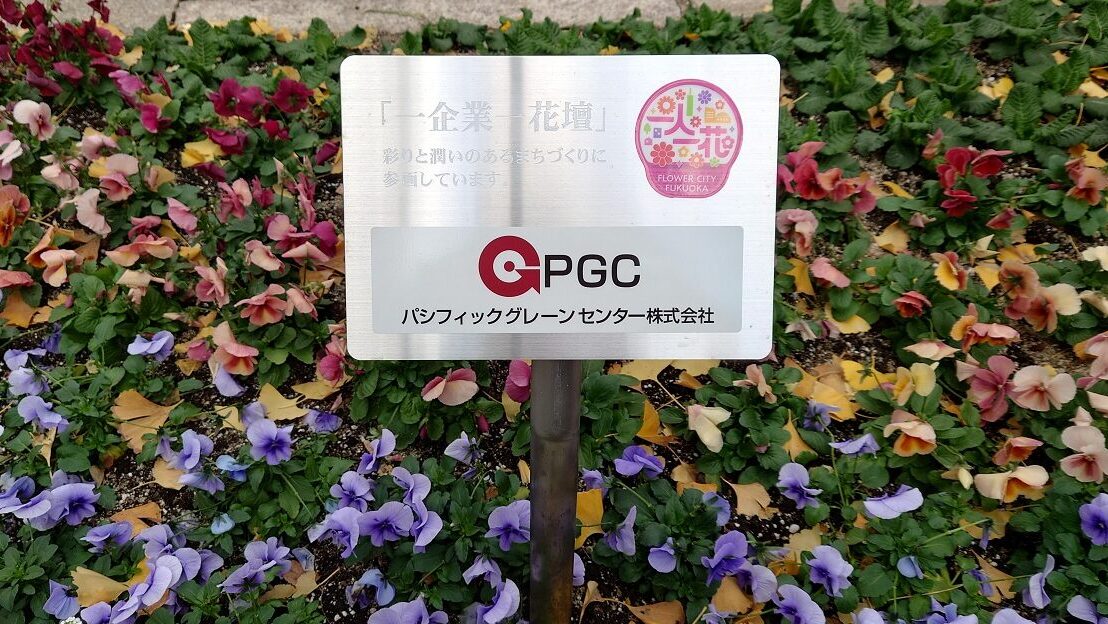 「一企業一花壇」
彩りと潤いのあるまちづくりに
参画しています
一人一花
FLOWER CITY
FUKUOKA
PGC
パシフィックグレーンセンター株式会社